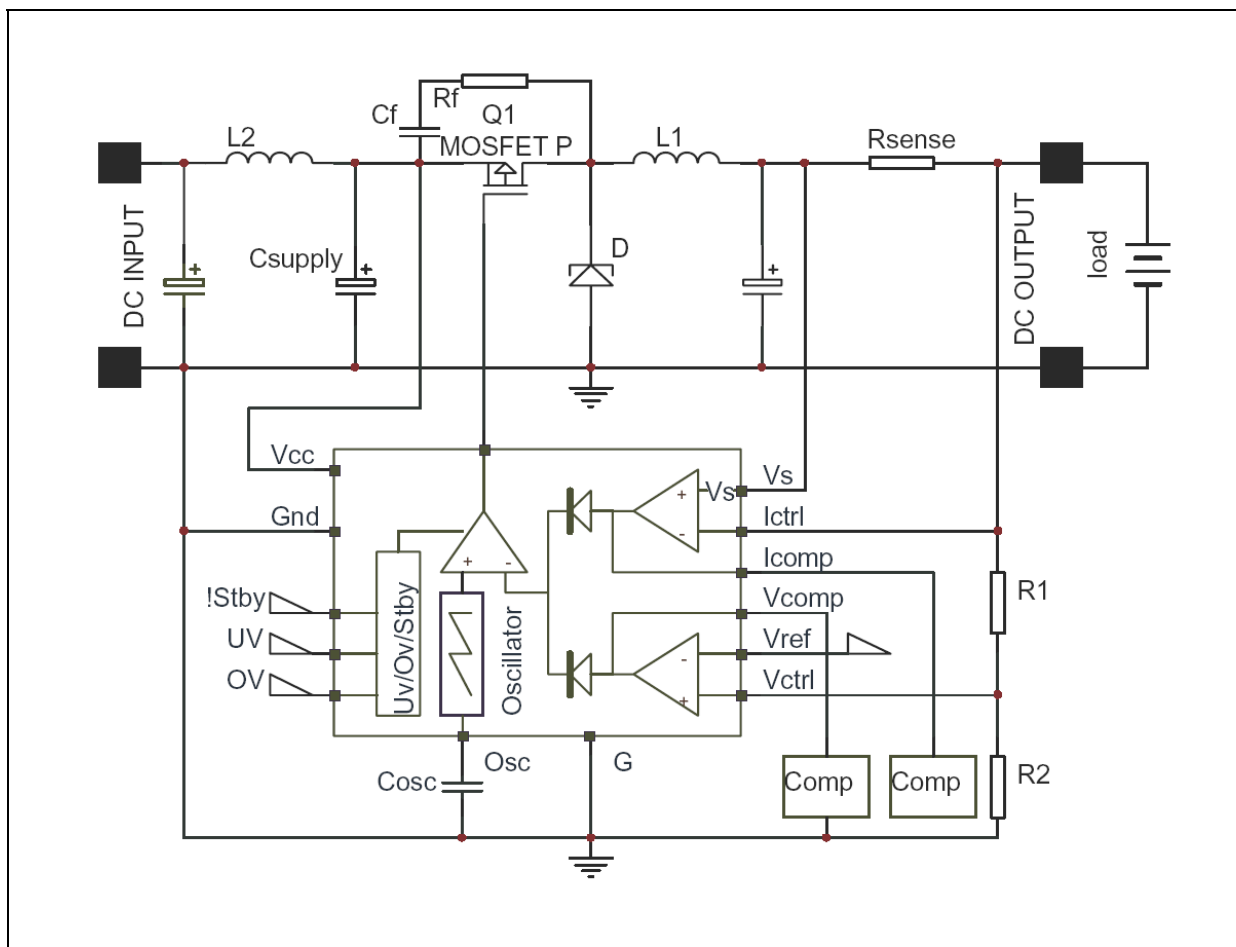 Rf
Cf
Q1
MOSFET P
L2
L1
Rsense
DC INPUT
Csupply
D
DC OUTPUT
load
Vcc
Gnd
!Stby
UV
OV
Uv/Ov/Stby
+
-
Oscillator
Vs
+
-
-
+
Vs
Ictrl
Icomp
Vcomp
Vref
Vctrl
R1
R2
Cosc
Osc
G
Comp
Comp
+
+
+